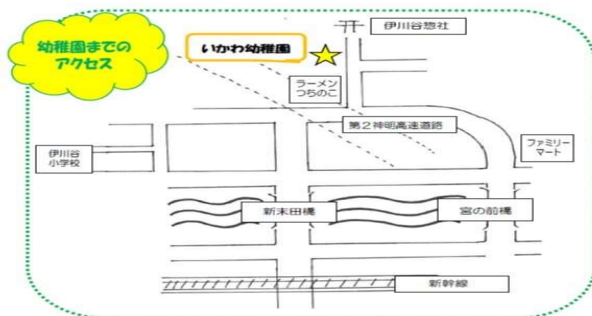 伊川谷惣社
幼稚園までの
アクセス
いかわ幼稚園
ラーメン
つちのこ
第2神明高速道路
ファミリー
マート
伊川谷
小学校
新末田橋
宮の前橋
新幹線